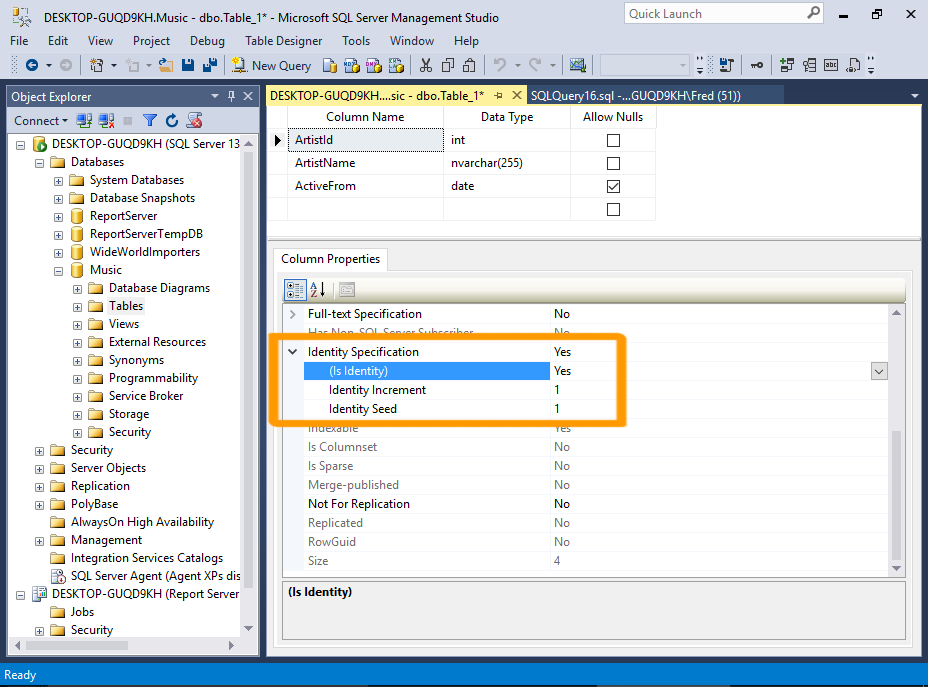 DESKTOP-GUQD9KH.Music - dbo.Table_1* - Microsoft SQL Server Management Studio
Quick Launch
File Edit View Project Debug Table Designer Tools Window Help
New Query
Object Explorer
DESKTOP-GUQD9KH....sic - dbo.Table_1*
SQLQuery16.sql -...GUQD9KH\Fred (51))
Connect
DESKTOP-GUQD9KH (SQL Server 13
Databases
System Databases
Database Snapshots
ReportServer
ReportServerTempDB
WideWorldImporters
Music
Database Diagrams
Tables
Views
External Resources
Synonyms
Programmability
Service Broker
Storage
Security
Security
Server Objects
Replication
PolyBase
AlwaysOn High Availability
Management
Integration Services Catalogs
SQL Server Agent (Agent XPs dis
DESKTOP-GUQD9KH (Report Server
Jobs
Security
Column Name Data Type Allow Nulls
ArtistId int
ArtistName nvarchar(255)
ActiveFrom date
Column Properties
Full-text Specification No
Has Non-SQL Server Subscriber No
Identity Specification Yes
(Is Identity) Yes
Identity Increment 1
Identity Seed 1
Indexable Yes
Is Columnset No
Is Sparse No
Merge-published No
Not For Replication No
Replicated No
RowGuid No
Size 4
(Is Identity)
Ready